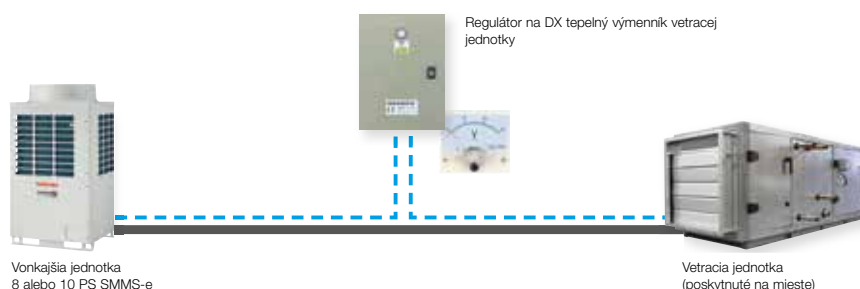 Regulátor na DX tepelný výmenník vetracej
jednotky
V
Vonkajšia jednotka
8 alebo 10 PS SMMS-e
Vetracia jednotka
(poskytnuté na mieste)